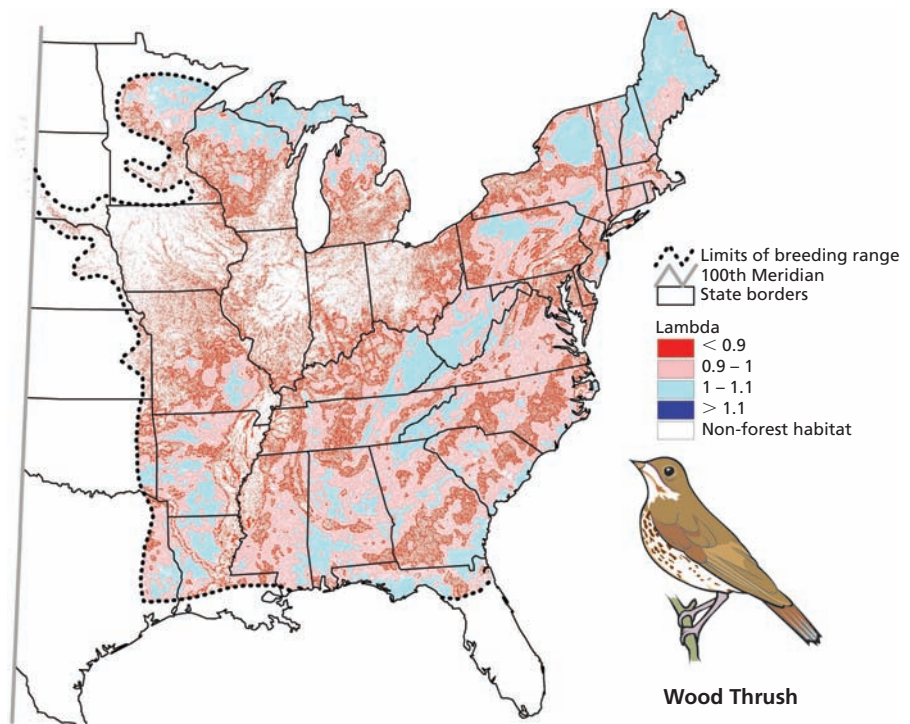 Limits of breeding range
100th Meridian
State borders
Lambda
< 0.9
0.9 – 1
1 – 1.1
> 1.1
Non-forest habitat
Wood Thrush